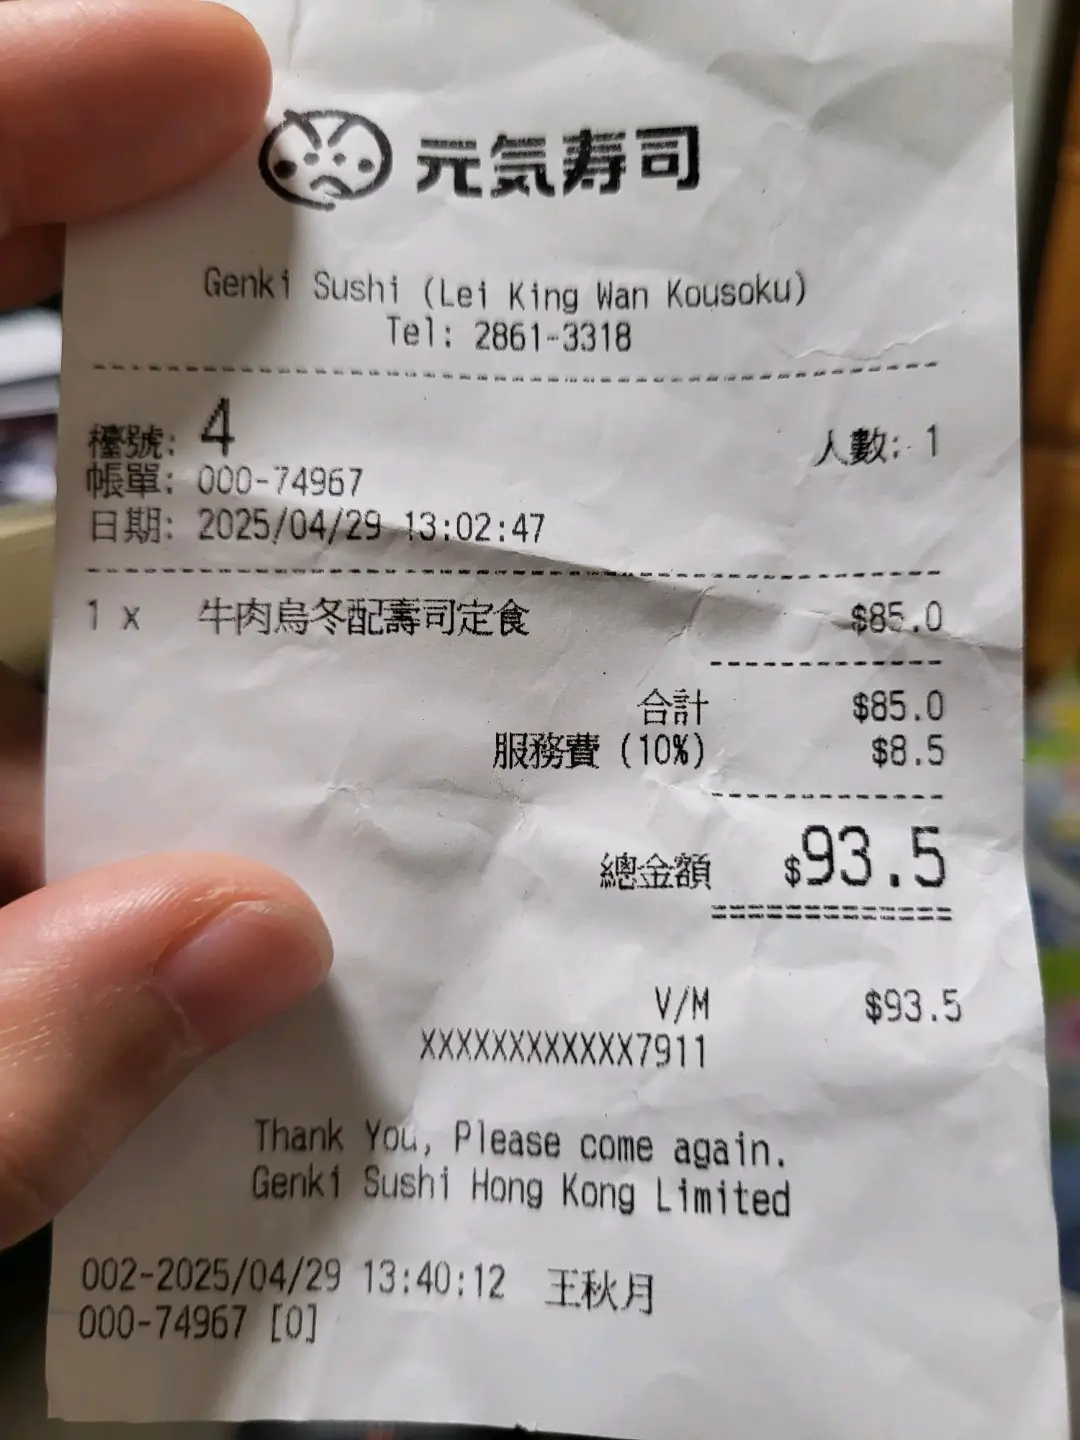 元気寿司
Genki Sushi (Lei King Wan Kousoku)
Tel: 2861-3318
檯號: 4 人數: 1
帳單: 000-74967
日期: 2025/04/29 13:02:47
1 x 牛肉烏冬配壽司定食 $85.0
合計 $85.0
服務費 (10%) $8.5
總金額 $93.5
V/M $93.5
XXXXXXXXXXXX7911
Thank You, Please come again.
Genki Sushi Hong Kong Limited
002-2025/04/29 13:40:12 王秋月
000-74967 [0]